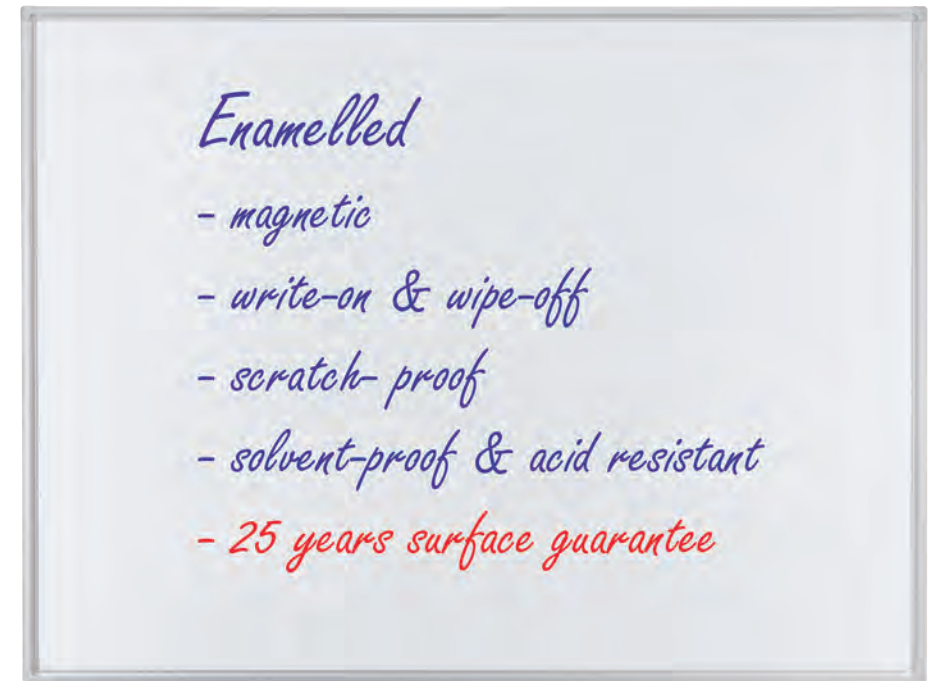 Enamelled
- magnetic
- write-on & wipe-off
- scratch- proof
- solvent-proof & acid resistant
- 25 years surface guarantee